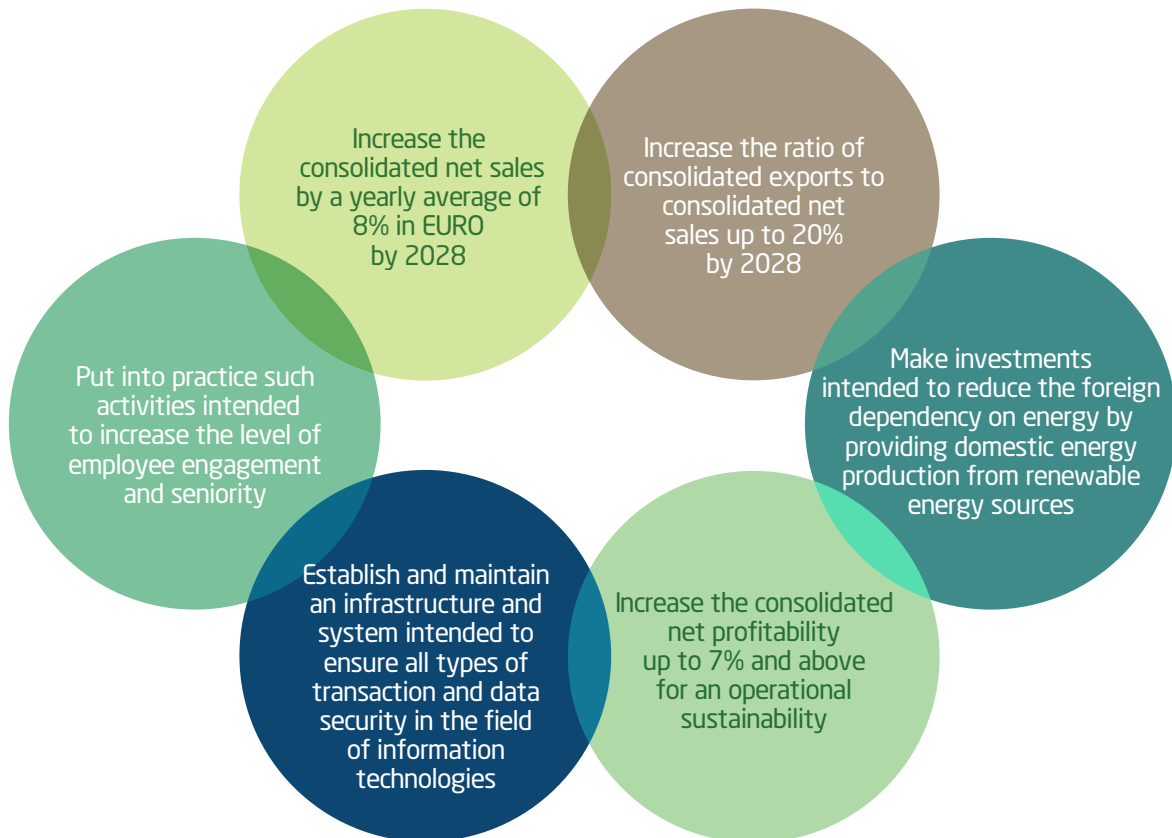 Increase the
consolidated net sales
by a yearly average of
8% in EURO
by 2028
Increase the ratio of
consolidated exports to
consolidated net
sales up to 20%
by 2028
Put into practice such
activities intended
to increase the level of
employee engagement
and seniority
Make investments
intended to reduce the foreign
dependency on energy by
providing domestic energy
production from renewable
energy sources
Establish and maintain
an infrastructure and
system intended to
ensure all types of
transaction and data
security in the field
of information
technologies
Increase the consolidated
net profitability
up to 7% and above
for an operational
sustainability